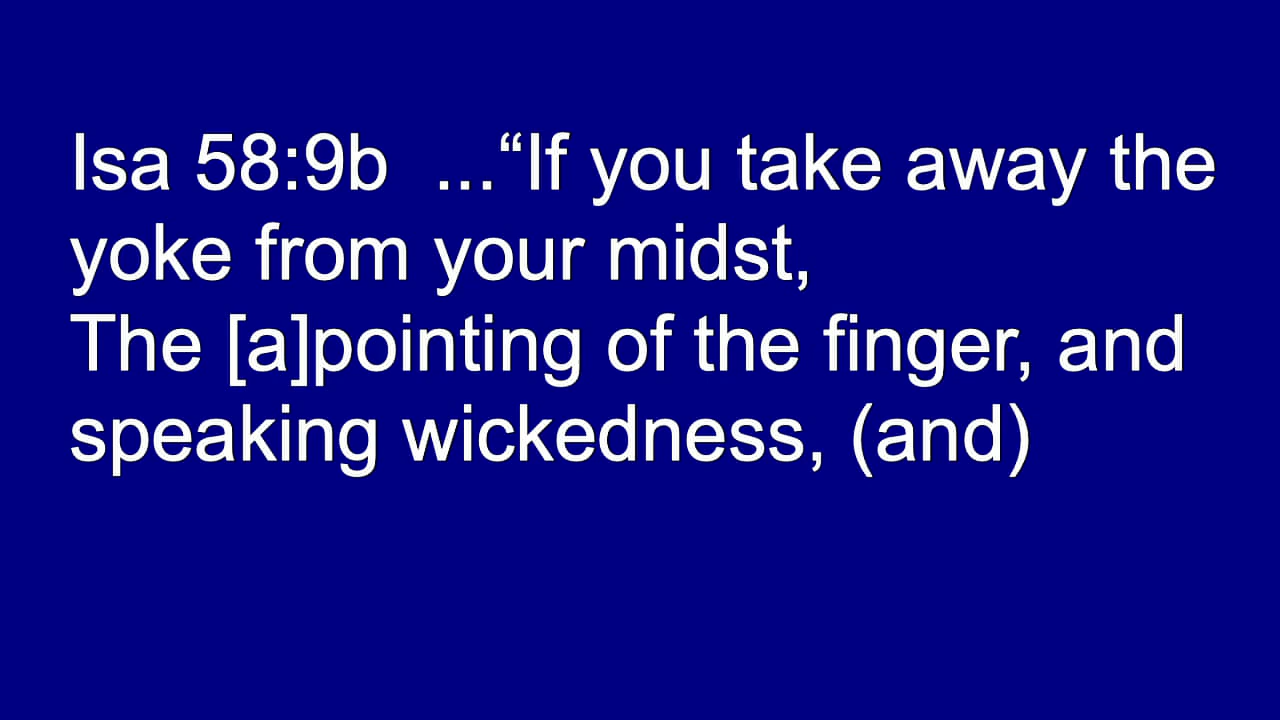 Isa 58:9b  ...“If you take away the
yoke from your midst,
The [a]pointing of the finger, and
speaking wickedness, (and)